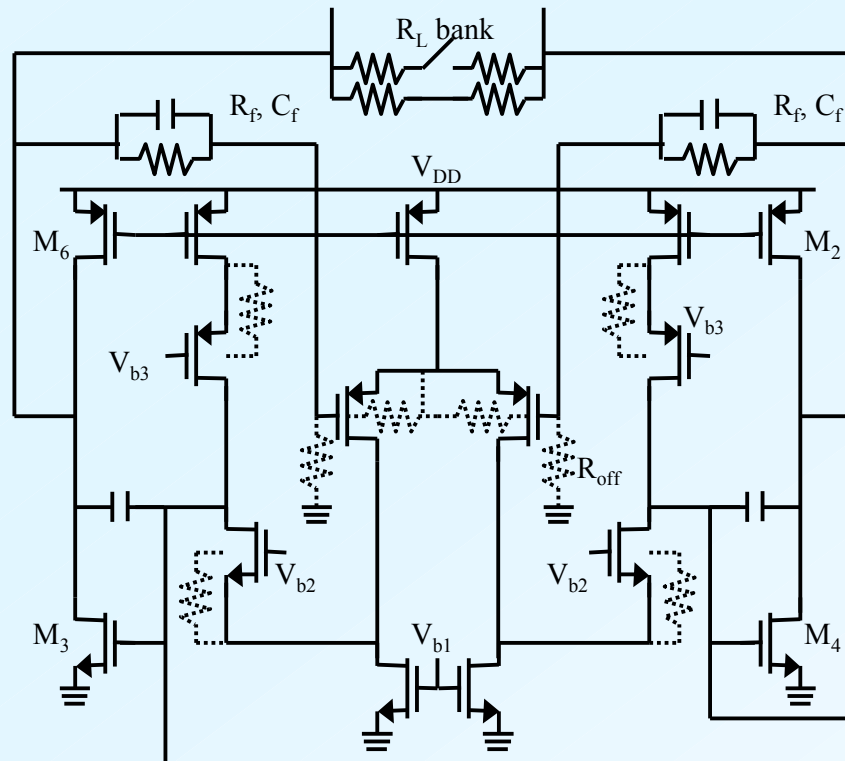 R_L bank
R_f, C_f
R_f, C_f
V_DD
M_6
M_2
V_b3
V_b3
R_off
V_b2
V_b2
V_b1
M_3
M_4